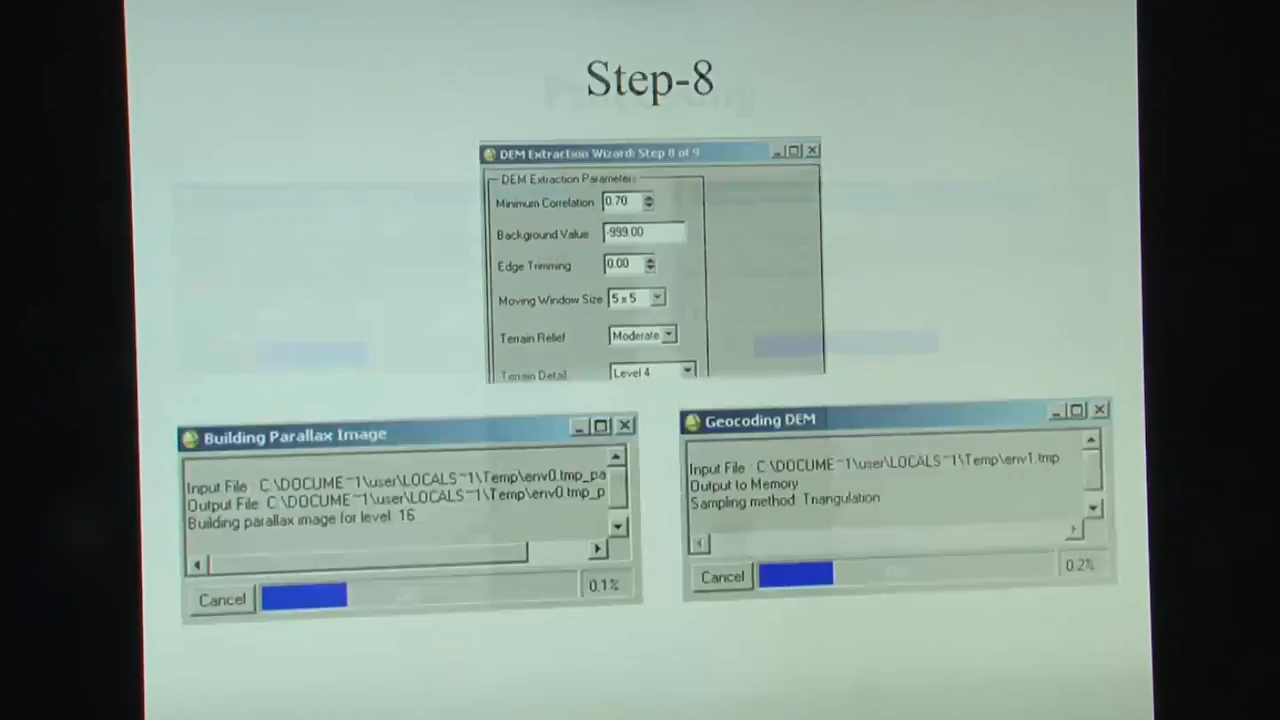 Step-8
DEM Extraction Wizard: Step 8 of 9
DEM Extraction Parameters
Minimum Correlation 0.70
Background Value -999.00
Edge Trimming 0.00
Moving Window Size 5 x 5
Terrain Relief Moderate
Terrain Detail Level 4
Building Parallax Image
Input File : C:\DOCUME~1\user\LOCALS~1\Temp\env0.tmp_pa
Output File: C:\DOCUME~1\user\LOCALS~1\Temp\env0.tmp_p
Building parallax image for level: 16
Cancel 0.1%
Geocoding DEM
Input File : C:\DOCUME~1\user\LOCALS~1\Temp\env1.tmp
Output to Memory
Sampling method: Triangulation
Cancel 0.2%